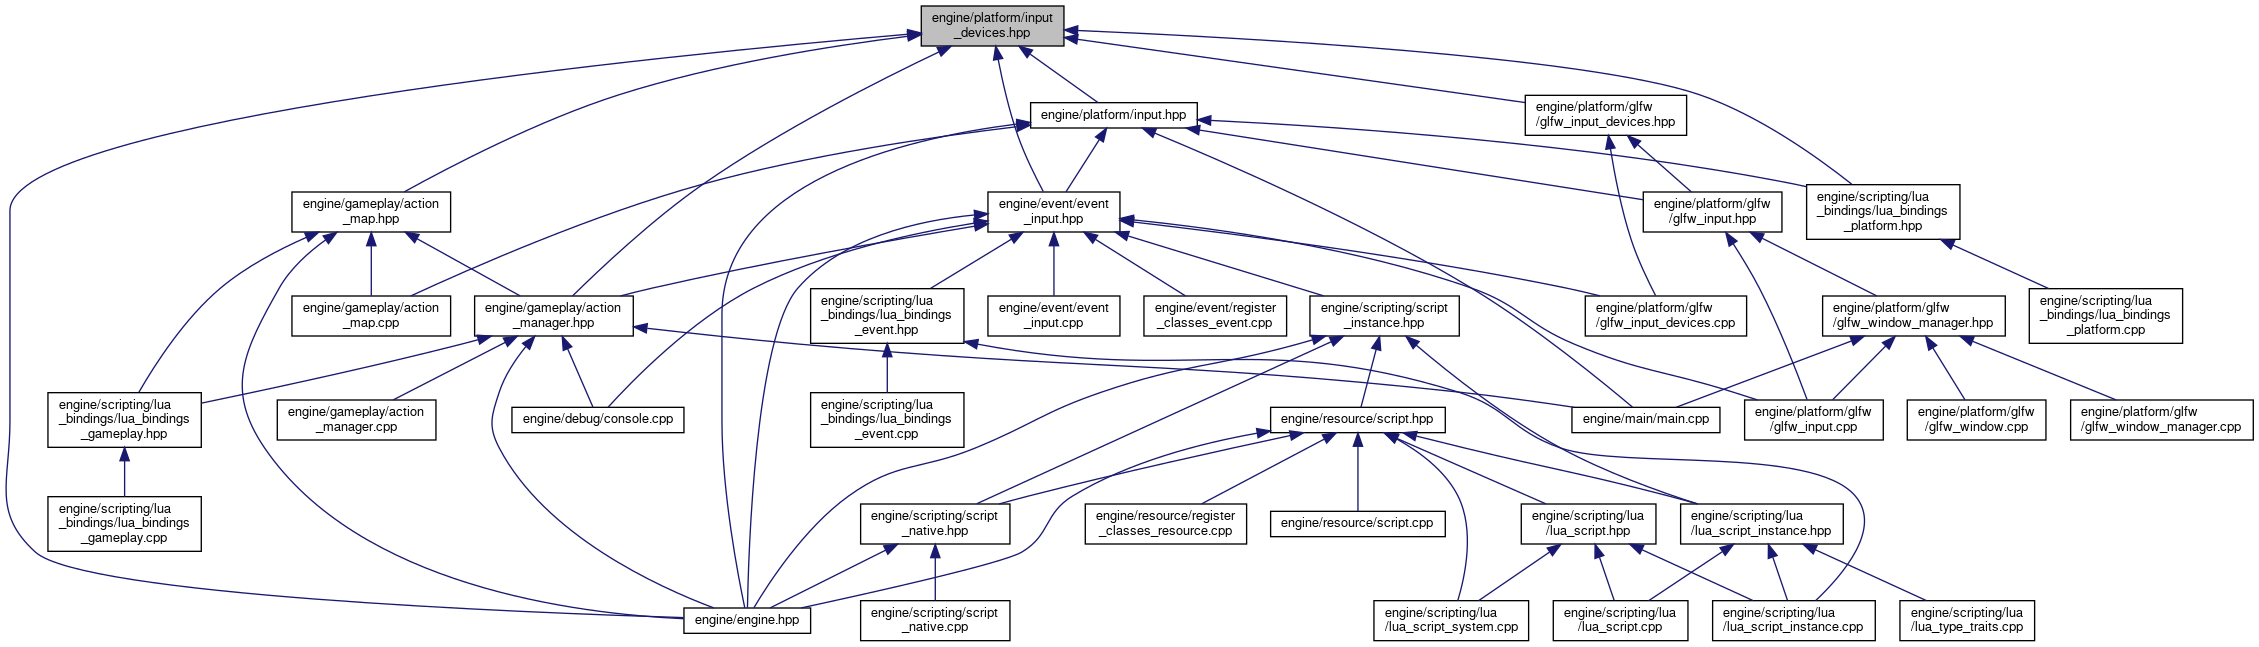 engine/platform/input
_devices.hpp
engine/platform/input.hpp
engine/platform/glfw
/glfw_input_devices.hpp
engine/gameplay/action
_map.hpp
engine/event/event
_input.hpp
engine/platform/glfw
/glfw_input.hpp
engine/scripting/lua
_bindings/lua_bindings
_platform.hpp
engine/gameplay/action
_map.cpp
engine/gameplay/action
_manager.hpp
engine/scripting/lua
_bindings/lua_bindings
_event.hpp
engine/event/event
_input.cpp
engine/event/register
_classes_event.cpp
engine/scripting/script
_instance.hpp
engine/platform/glfw
/glfw_input_devices.cpp
engine/platform/glfw
/glfw_window_manager.hpp
engine/scripting/lua
_bindings/lua_bindings
_platform.cpp
engine/scripting/lua
_bindings/lua_bindings
_gameplay.hpp
engine/gameplay/action
_manager.cpp
engine/debug/console.cpp
engine/scripting/lua
_bindings/lua_bindings
_event.cpp
engine/resource/script.hpp
engine/main/main.cpp
engine/platform/glfw
/glfw_input.cpp
engine/platform/glfw
/glfw_window.cpp
engine/platform/glfw
/glfw_window_manager.cpp
engine/scripting/lua
_bindings/lua_bindings
_gameplay.cpp
engine/scripting/script
_native.hpp
engine/resource/register
_classes_resource.cpp
engine/resource/script.cpp
engine/scripting/lua
/lua_script.hpp
engine/scripting/lua
/lua_script_instance.hpp
engine/engine.hpp
engine/scripting/script
_native.cpp
engine/scripting/lua
/lua_script_system.cpp
engine/scripting/lua
/lua_script.cpp
engine/scripting/lua
/lua_script_instance.cpp
engine/scripting/lua
/lua_type_traits.cpp